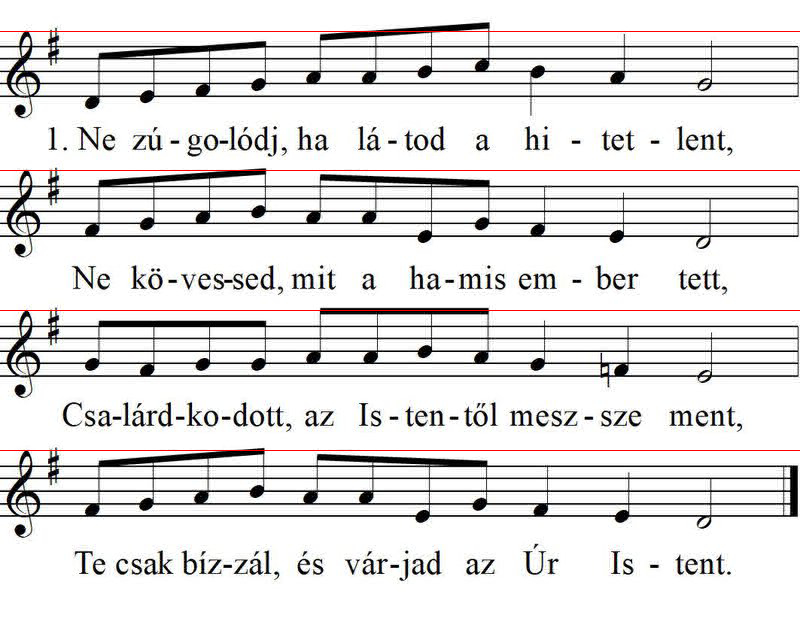 1. Ne zú - go-lódj, ha lá - tod a hi - tet - lent,
Ne kö - ves-sed, mit a ha-mis em - ber tett,
Csa-lárd-ko-dott, az Is - ten-től mesz-sze ment,
Te csak bíz-zál, és vár-jad az Úr Is - tent.